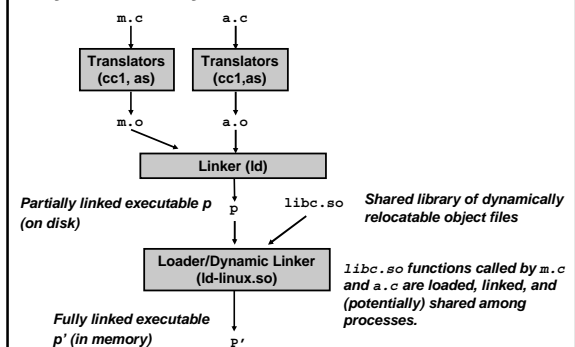 m.c a.c
Translators
(cc1, as)
Translators
(cc1,as)
m.o a.o
Linker (ld)
Partially linked executable p
(on disk)
p
libc.so
Shared library of dynamically
relocatable object files
Loader/Dynamic Linker
(ld-linux.so)
libc.so functions called by m.c
and a.c are loaded, linked, and
(potentially) shared among
processes.
Fully linked executable
p' (in memory)
P'